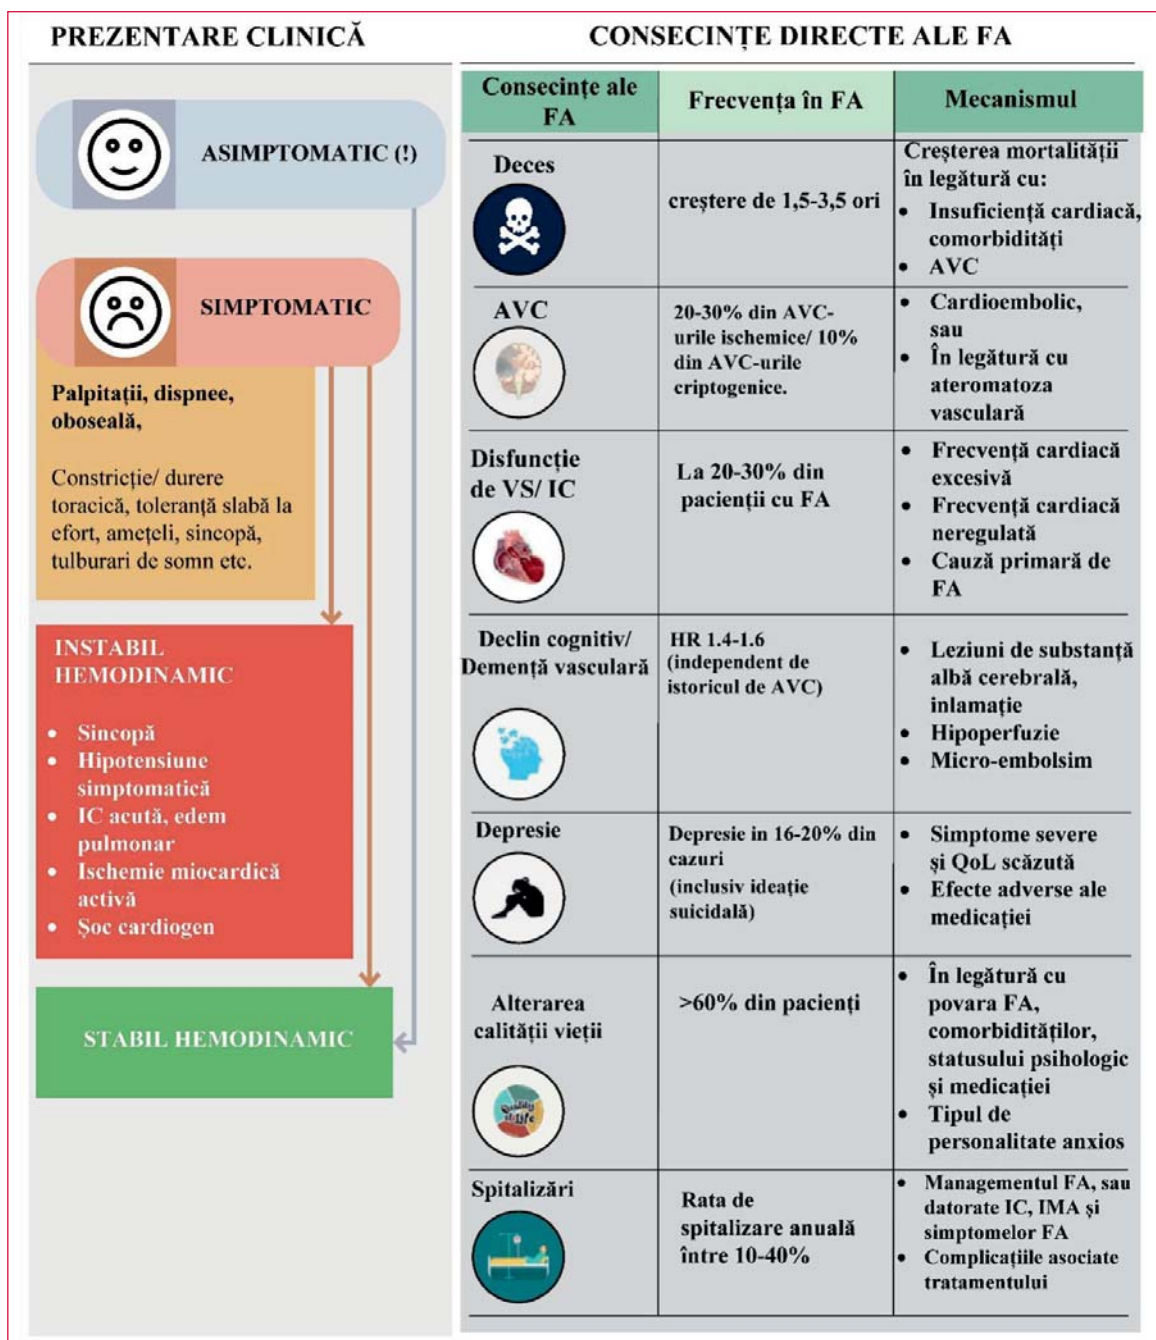 PREZENTARE CLINICĂ
ASIMPTOMATIC (!)
SIMPTOMATIC
Palpitații, dispnee,
oboseală,
Constricție/ durere
toracică, toleranță slabă la
efort, amețeli, sincopă,
tulburari de somn etc.
INSTABIL
HEMODINAMIC
• Sincopă
• Hipotensiune
simptomatică
• IC acută, edem
pulmonar
• Ischemie miocardică
activă
• Șoc cardiogen
STABIL HEMODINAMIC
CONSECINȚE DIRECTE ALE FA
Consecințe ale
FA
Frecvența în FA
Mecanismul
Deces
creștere de 1,5-3,5 ori
Creșterea mortalității
în legătură cu:
• Insuficiență cardiacă,
comorbidități
• AVC
AVC
20-30% din AVC-
urile ischemice/ 10%
din AVC-urile
criptogenice.
• Cardioembolic,
sau
• În legătură cu
ateromatoza
vasculară
Disfuncție
de VS/ IC
La 20-30% din
pacienții cu FA
• Frecvență cardiacă
excesivă
• Frecvență cardiacă
neregulată
• Cauză primară de
FA
Declin cognitiv/
Demență vasculară
HR 1.4-1.6
(independent de
istoricul de AVC)
• Leziuni de substanță
albă cerebrală,
inlamație
• Hipoperfuzie
• Micro-embolsim
Depresie
Depresie in 16-20% din
cazuri
(inclusiv ideație
suicidală)
• Simptome severe
și QoL scăzută
• Efecte adverse ale
medicației
Alterarea
calității vieții
Quality
of Life
>60% din pacienți
• În legătură cu
povara FA,
comorbidităților,
statusului psihologic
și medicației
• Tipul de
personalitate anxios
Spitalizări
Rata de
spitalizare anuală
între 10-40%
• Managementul FA, sau
datorate IC, IMA și
simptomelor FA
• Complicațiile asociate
tratamentului